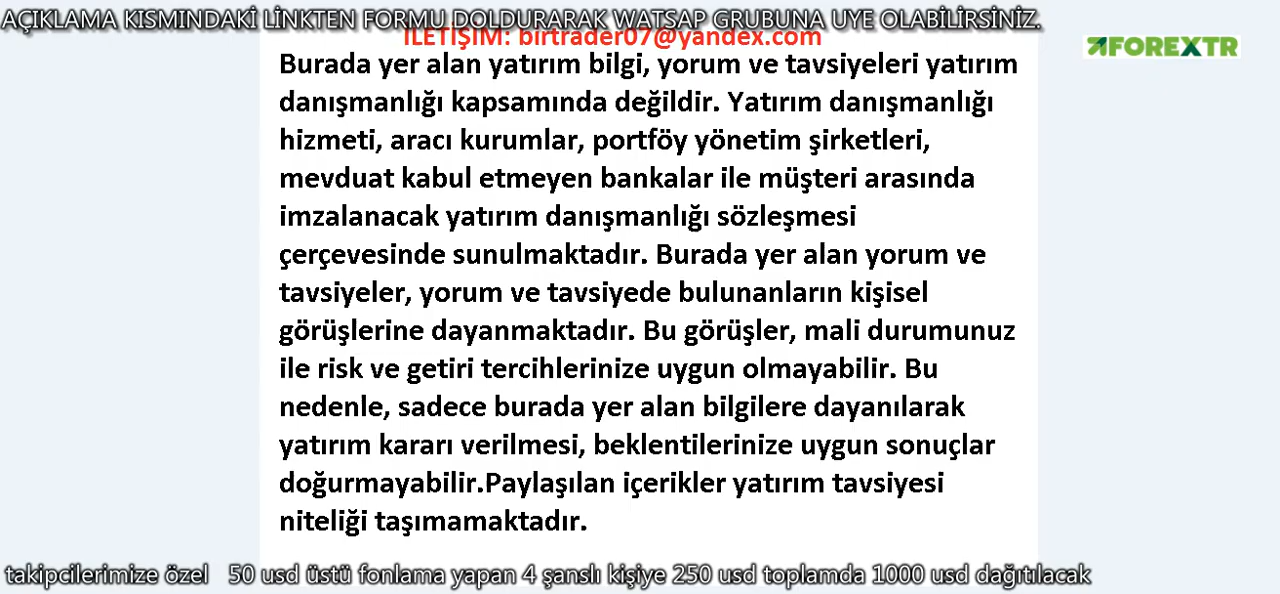 AÇIKLAMA KISMINDAKİ LİNKTEN FORMU DOLDURARAK WATSAP GRUBUNA UYE OLABİLİRSİNİZ.
İLETİŞİM: birtrader07@yandex.com
FOREXTR
Burada yer alan yatırım bilgi, yorum ve tavsiyeleri yatırım
danışmanlığı kapsamında değildir. Yatırım danışmanlığı
hizmeti, aracı kurumlar, portföy yönetim şirketleri,
mevduat kabul etmeyen bankalar ile müşteri arasında
imzalanacak yatırım danışmanlığı sözleşmesi
çerçevesinde sunulmaktadır. Burada yer alan yorum ve
tavsiyeler, yorum ve tavsiyede bulunanların kişisel
görüşlerine dayanmaktadır. Bu görüşler, mali durumunuz
ile risk ve getiri tercihlerinize uygun olmayabilir. Bu
nedenle, sadece burada yer alan bilgilere dayanılarak
yatırım kararı verilmesi, beklentilerinize uygun sonuçlar
doğurmayabilir.Paylaşılan içerikler yatırım tavsiyesi
niteliği taşımamaktadır.
takipcilerimize özel 50 usd üstü fonlama yapan 4 şanslı kişiye 250 usd toplamda 1000 usd dağıtılacak